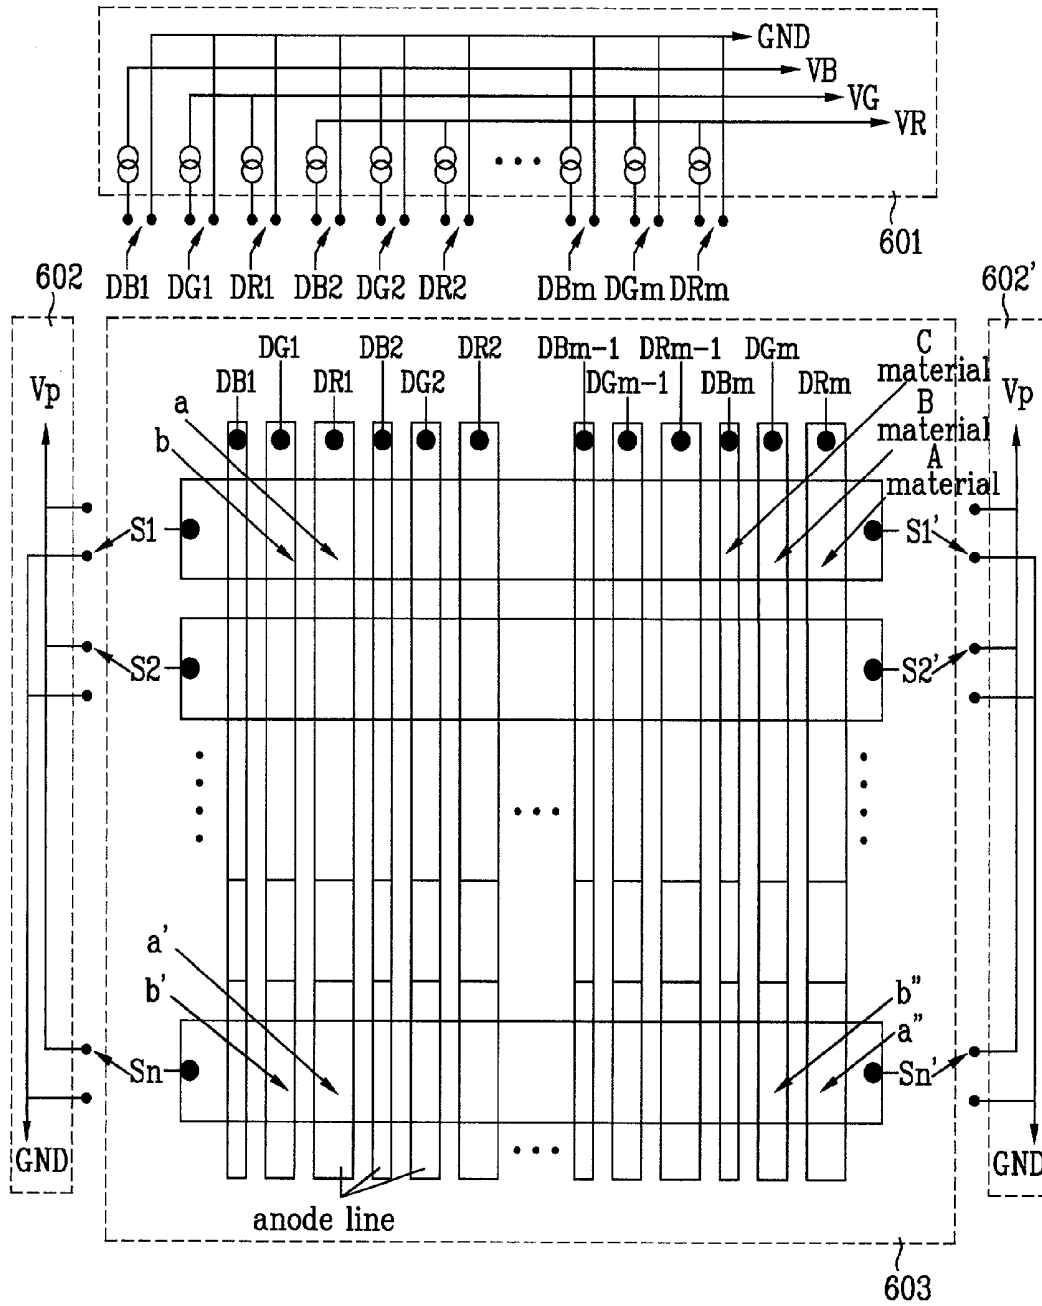 GND
VB
VG
VR
601
DB1 DG1 DR1 DB2 DG2 DR2 DBm DGm DRm
602
602'
DG1 DB2 DR2 DBm-1 DRm-1 DGm
DB1 DR1 DG2 DGm-1 DBm DRm
C
material
B
material
A
material
Vp
Vp
a
b
S1
S1'
S2
S2'
a'
b'
b"
a"
Sn
Sn'
GND
GND
anode line
603